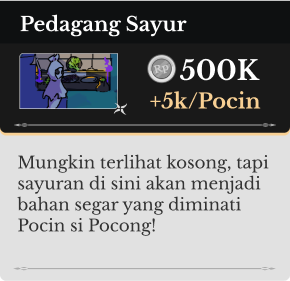 Pedagang Sayur
RP 500K
+5k/Pocin
Mungkin terlihat kosong, tapi
sayuran di sini akan menjadi
bahan segar yang diminati
Pocin si Pocong!